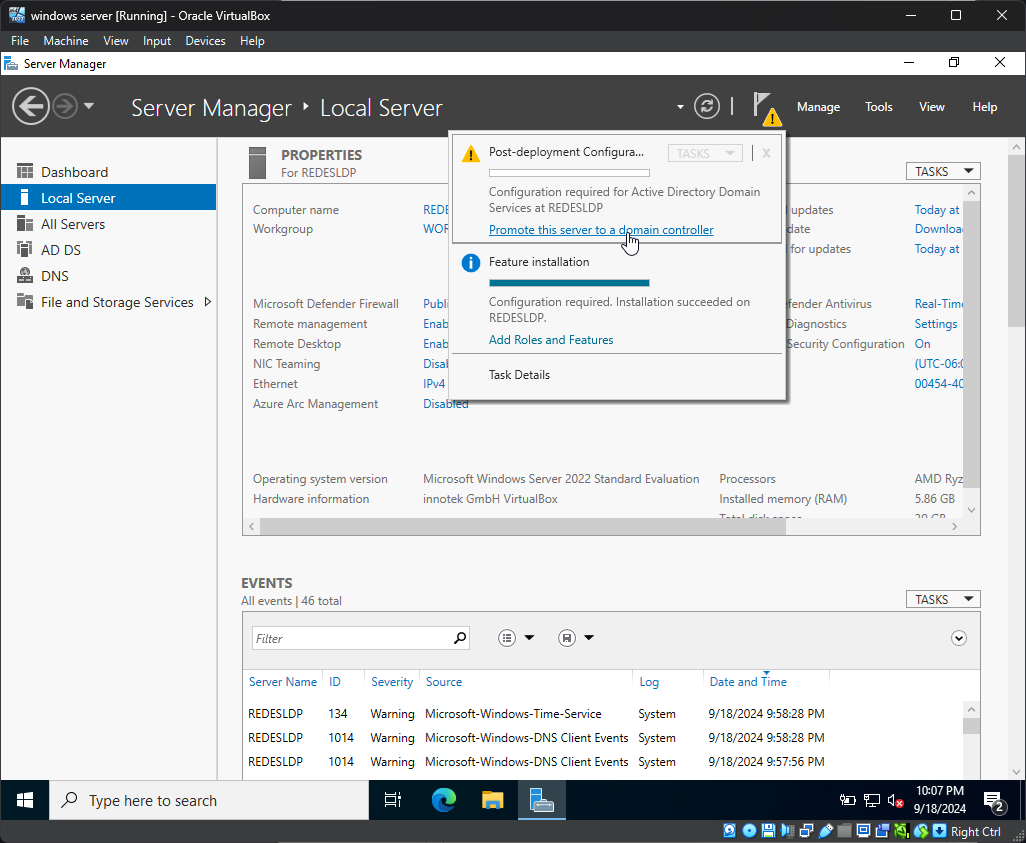 windows server [Running] - Oracle VirtualBox
File Machine View Input Devices Help
Server Manager
Server Manager ‣ Local Server
Manage Tools View Help
Dashboard
Local Server
All Servers
AD DS
DNS
File and Storage Services
PROPERTIES
For REDESLDP
TASKS
Post-deployment Configura...
TASKS
X
Configuration required for Active Directory Domain
Services at REDESLDP
Promote this server to a domain controller
Feature installation
Configuration required. Installation succeeded on
REDESLDP.
Add Roles and Features
Task Details
Computer name REDE updates Today at
Workgroup WOR date Downloa
for updates Today at
Microsoft Defender Firewall Publi efender Antivirus Real-Time
Remote management Enab Diagnostics Settings
Remote Desktop Enab Security Configuration On
NIC Teaming Disal (UTC-06:0
Ethernet IPv4 00454-40
Azure Arc Management Disabled
Operating system version Microsoft Windows Server 2022 Standard Evaluation Processors AMD Ryz
Hardware information innotek GmbH VirtualBox Installed memory (RAM) 5.86 GB
Total disk space
EVENTS
All events | 46 total
TASKS
Filter
Server Name ID Severity Source Log Date and Time
REDESLDP 134 Warning Microsoft-Windows-Time-Service System 9/18/2024 9:58:28 PM
REDESLDP 1014 Warning Microsoft-Windows-DNS Client Events System 9/18/2024 9:58:28 PM
REDESLDP 1014 Warning Microsoft-Windows-DNS Client Events System 9/18/2024 9:57:56 PM
Type here to search
10:07 PM
9/18/2024
2
Right Ctrl